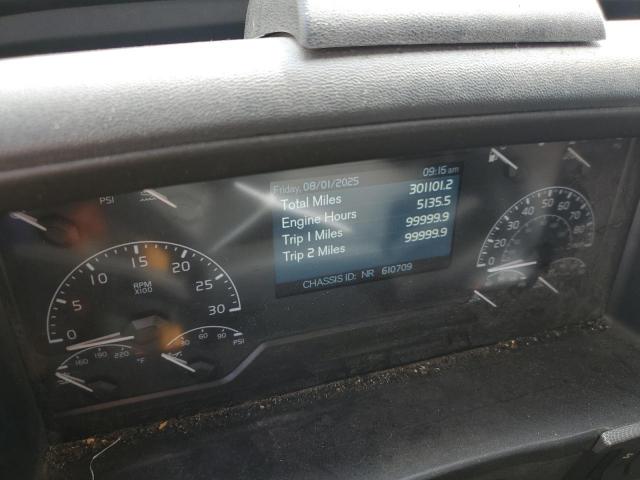 PSI
Friday, 08/01/2025 09:15 am
Total Miles 301101.2
Engine Hours 5135.5
Trip 1 Miles 99999.9
Trip 2 Miles 99999.9
CHASSIS ID: NR 610709
0 5 10 15 20 25 30
RPM
X100
160 190 220 °F
30 60 90 PSI
0 20 30 40 50 60 70 80